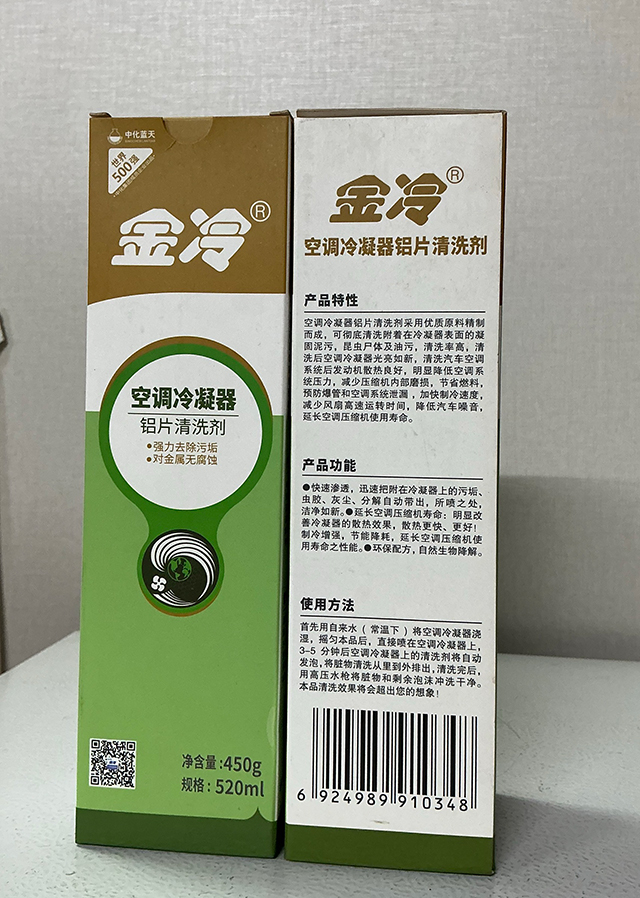 中化蓝天
世界
500强
金冷®
空调冷凝器
铝片清洗剂
•强力去除污垢
•对金属无腐蚀
净含量:450g
规格:520ml
金冷®
空调冷凝器铝片清洗剂
产品特性
空调冷凝器铝片清洗剂采用优质原料精制
而成，可彻底清洗附着在冷凝器表面的凝
固泥污，昆虫尸体及油污，清洗率高，清
洗后空调冷凝器光亮如新，清洗汽车空调
系统后发动机散热良好，明显降低空调系
统压力，减少压缩机内部磨损，节省燃料，
预防爆管和空调系统泄漏，加快制冷速度，
减少风扇高速运转时间，降低汽车噪音，
延长空调压缩机使用寿命。
产品功能
●快速渗透，迅速把附在冷凝器上的污垢、
虫胶、灰尘、分解自动带出，所喷之处，
洁净如新。●延长空调压缩机寿命：明显改
善冷凝器的散热效果，散热更快、更好！
制冷增强，节能降耗，延长空调压缩机使
用寿命之性能。●环保配方，自然生物降解。
使用方法
首先用自来水（常温下）将空调冷凝器浇
湿，摇匀本品后，直接喷在空调冷凝器上，
3-5 分钟后空调冷凝器上的清洗剂将自动
发泡，将脏物清洗从里到外排出，清洗完后，
用高压水枪将脏物和剩余泡沫冲洗干净。
本品清洗效果将会超出您的想象！
6 924989 910348